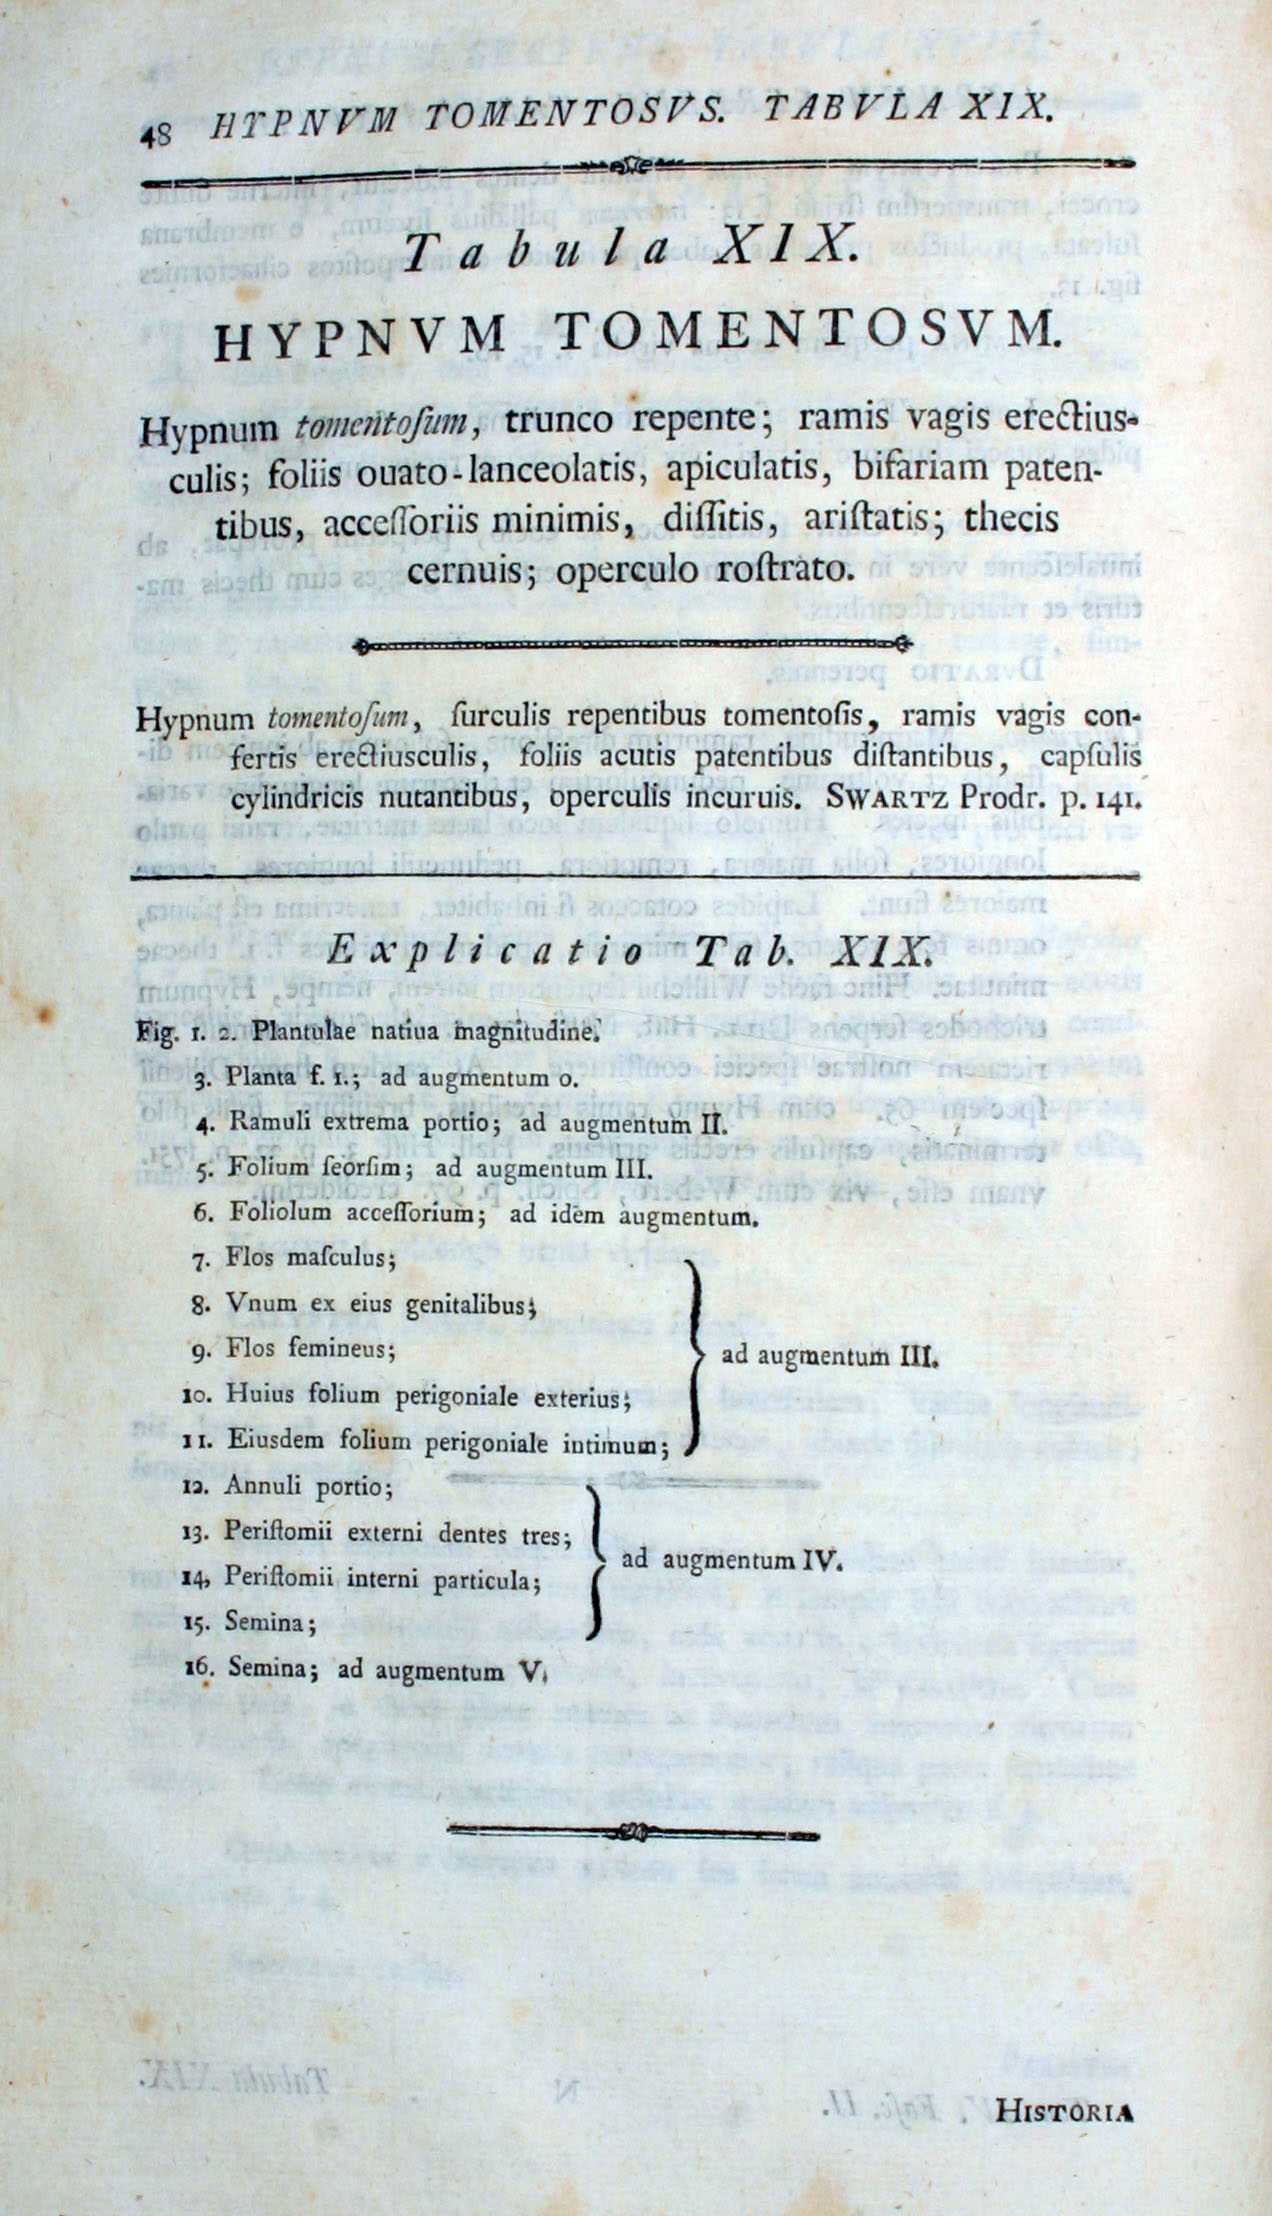 48 HYPNVM TOMENTOSVS. TABVLA XIX.
Tabula XIX.
HYPNVM TOMENTOSVM.
Hypnum tomentoſum, trunco repente; ramis vagis erectius-
culis; foliis ouato-lanceolatis, apiculatis, bifariam paten-
tibus, acceſſoriis minimis, diſſitis, ariſtatis; thecis
cernuis; operculo roſtrato.
Hypnum tomentoſum, ſurculis repentibus tomentoſis, ramis vagis con-
fertis erectiusculis, foliis acutis patentibus diſtantibus, capſulis
cylindricis nutantibus, operculis incuruis. SWARTZ Prodr. p. 141.
Explicatio Tab. XIX.
Fig. 1. 2. Plantulae natiua magnitudine.
3. Planta f. 1.; ad augmentum 0.
4. Ramuli extrema portio; ad augmentum II.
5. Folium ſeorſim; ad augmentum III.
6. Foliolum acceſſorium; ad idem augmentum.
7. Flos maſculus;
8. Vnum ex eius genitalibus;
9. Flos femineus;
ad augmentum III.
10. Huius folium perigoniale exterius;
11. Eiusdem folium perigoniale intimum;
12. Annuli portio;
13. Periſtomii externi dentes tres;
ad augmentum IV.
14, Periſtomii interni particula;
15. Semina;
16. Semina; ad augmentum V.
HISTORIA